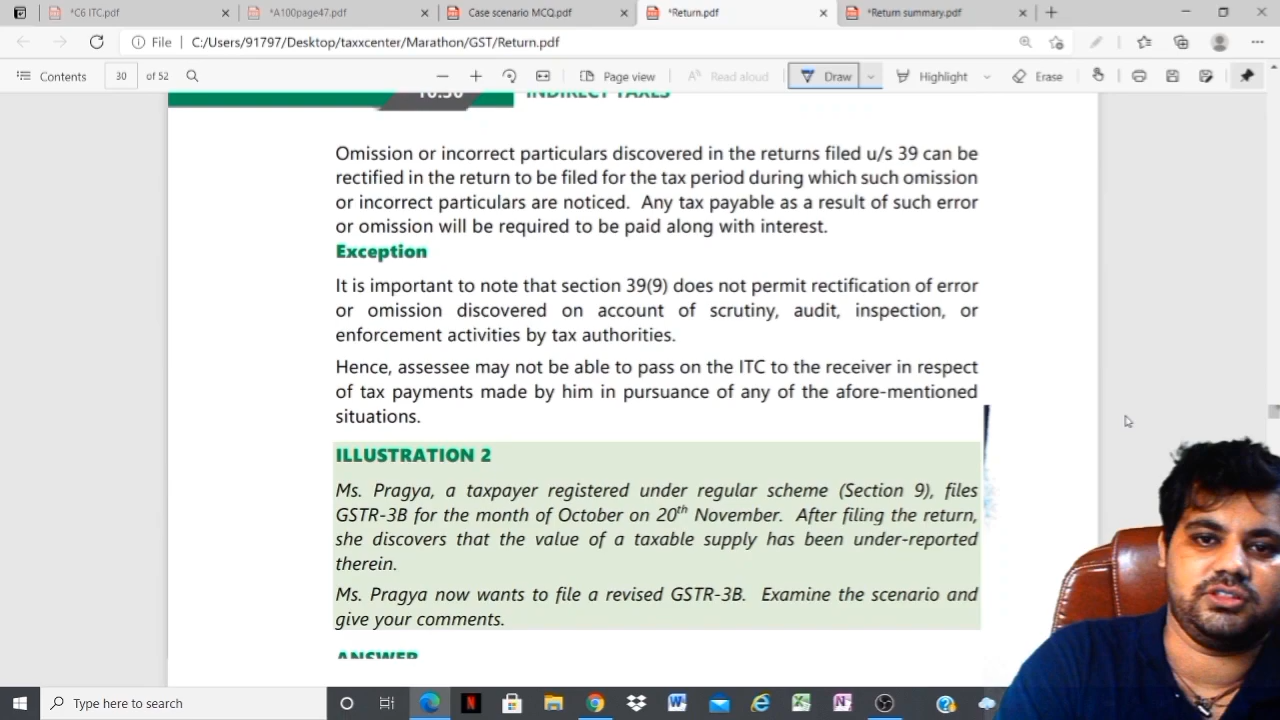 *C6 ITC.pdf
*A100page47.pdf
Case scenario MCQ.pdf
*Return.pdf
*Return summary.pdf
File
C:/Users/91797/Desktop/taxxcenter/Marathon/GST/Return.pdf
Contents
30
of 52
Page view
Read aloud
Draw
Highlight
Erase
10.30
INDIRECT TAXES
Omission or incorrect particulars discovered in the returns filed u/s 39 can be
rectified in the return to be filed for the tax period during which such omission
or incorrect particulars are noticed. Any tax payable as a result of such error
or omission will be required to be paid along with interest.
Exception
It is important to note that section 39(9) does not permit rectification of error
or omission discovered on account of scrutiny, audit, inspection, or
enforcement activities by tax authorities.
Hence, assessee may not be able to pass on the ITC to the receiver in respect
of tax payments made by him in pursuance of any of the afore-mentioned
situations.
ILLUSTRATION 2
Ms. Pragya, a taxpayer registered under regular scheme (Section 9), files
GSTR-3B for the month of October on 20th November. After filing the return,
she discovers that the value of a taxable supply has been under-reported
therein.
Ms. Pragya now wants to file a revised GSTR-3B. Examine the scenario and
give your comments.
ANSWER
Type here to search